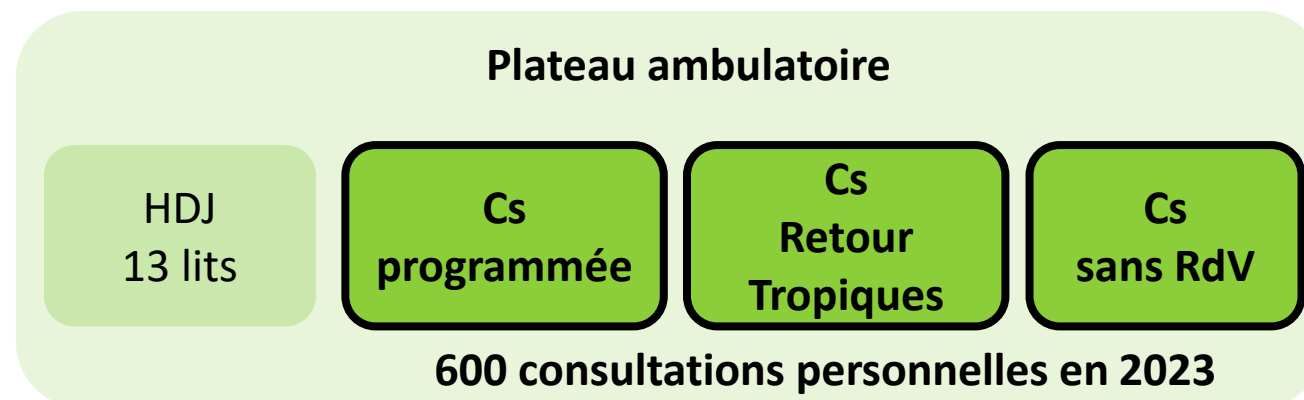 Plateau ambulatoire
HDJ
13 lits
Cs
programmée
Cs
Retour
Tropiques
Cs
sans RdV
600 consultations personnelles en 2023